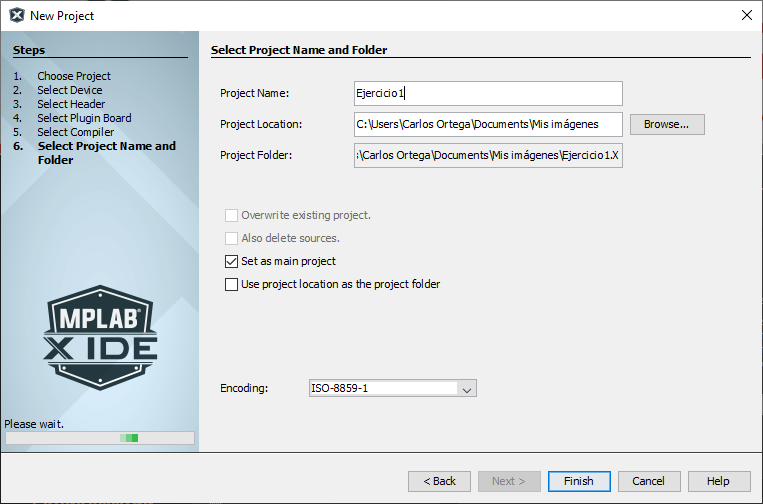 New Project
Steps
1. Choose Project
2. Select Device
3. Select Header
4. Select Plugin Board
5. Select Compiler
6. Select Project Name and
Folder
MPLAB®
X IDE
Please wait.
Select Project Name and Folder
Project Name: Ejercicio1
Project Location: C:\Users\Carlos Ortega\Documents\Mis imágenes Browse...
Project Folder: :\Carlos Ortega\Documents\Mis imágenes\Ejercicio1.X
Overwrite existing project.
Also delete sources.
Set as main project
Use project location as the project folder
Encoding: ISO-8859-1
< Back Next > Finish Cancel Help